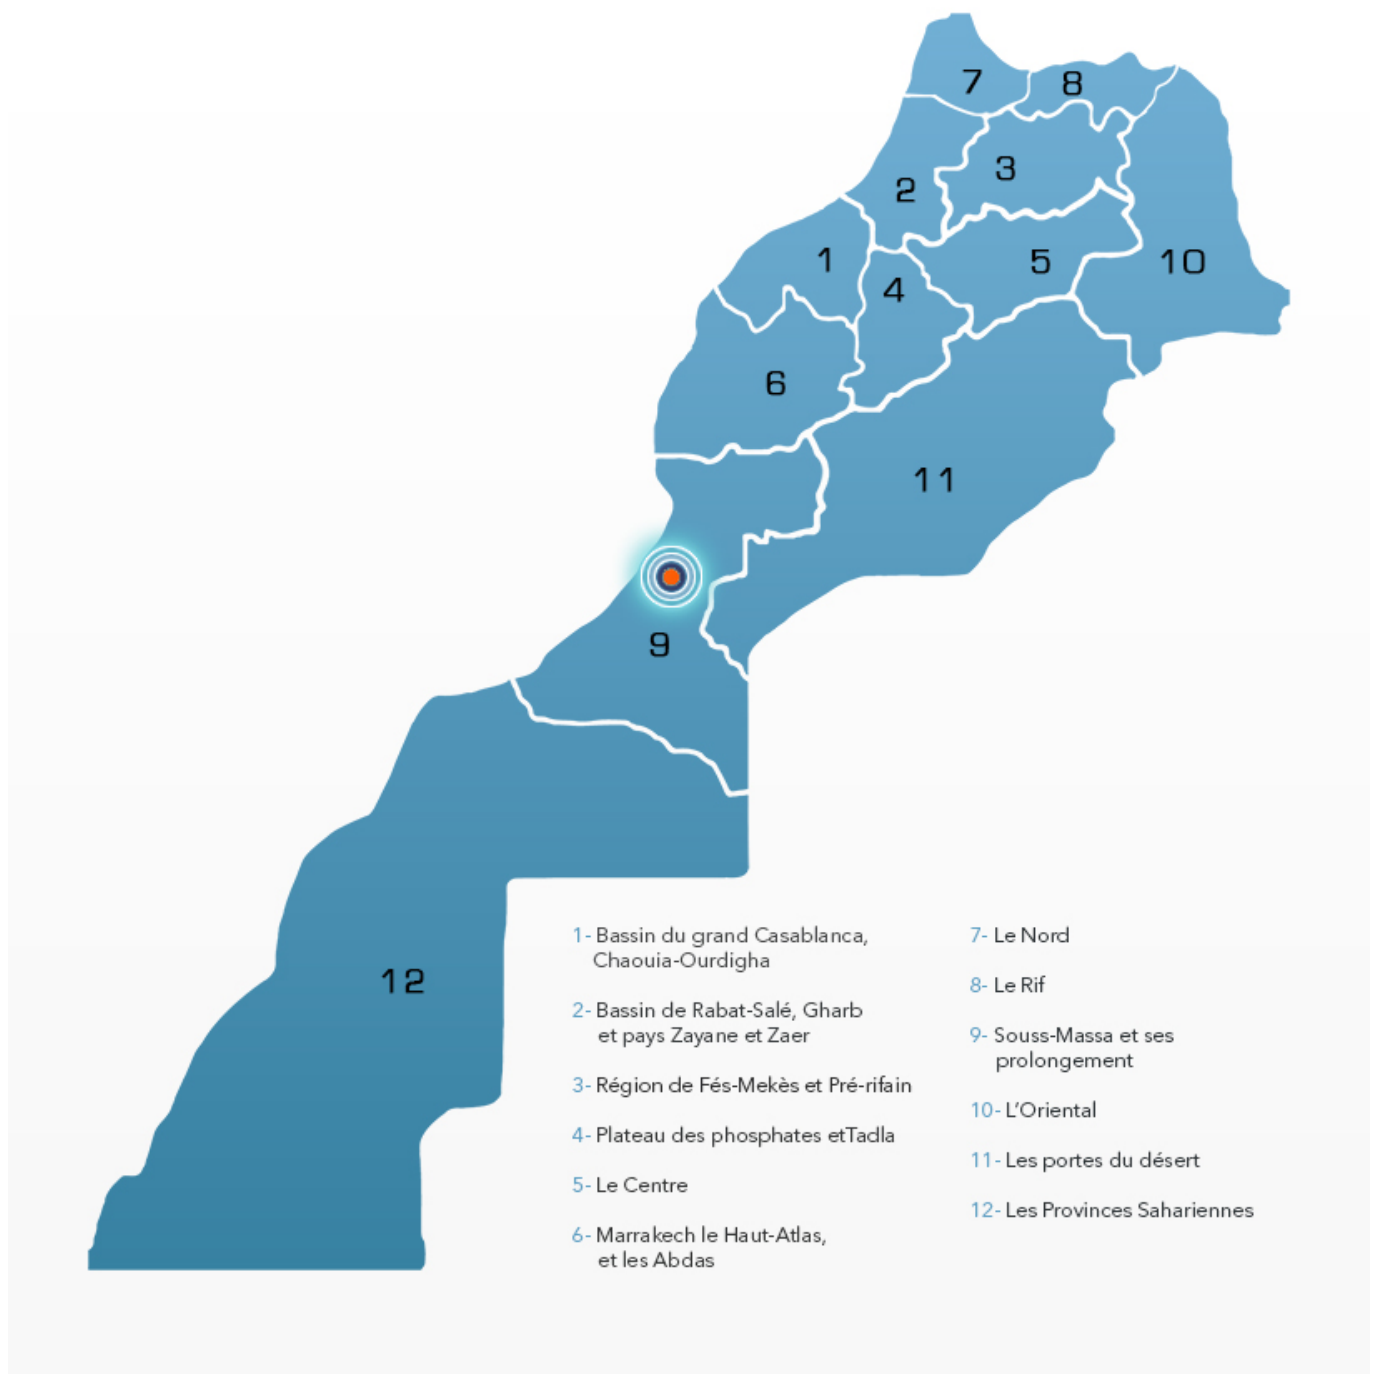 7
8
3
2
1
5
10
4
6
11
9
12
1- Bassin du grand Casablanca,
Chaouia-Ourdigha
2- Bassin de Rabat-Salé, Gharb
et pays Zayane et Zaer
3- Région de Fés-Mekès et Pré-rifain
4- Plateau des phosphates etTadla
5- Le Centre
6- Marrakech le Haut-Atlas,
et les Abdas
7- Le Nord
8- Le Rif
9- Souss-Massa et ses
prolongement
10- L'Oriental
11- Les portes du désert
12- Les Provinces Sahariennes